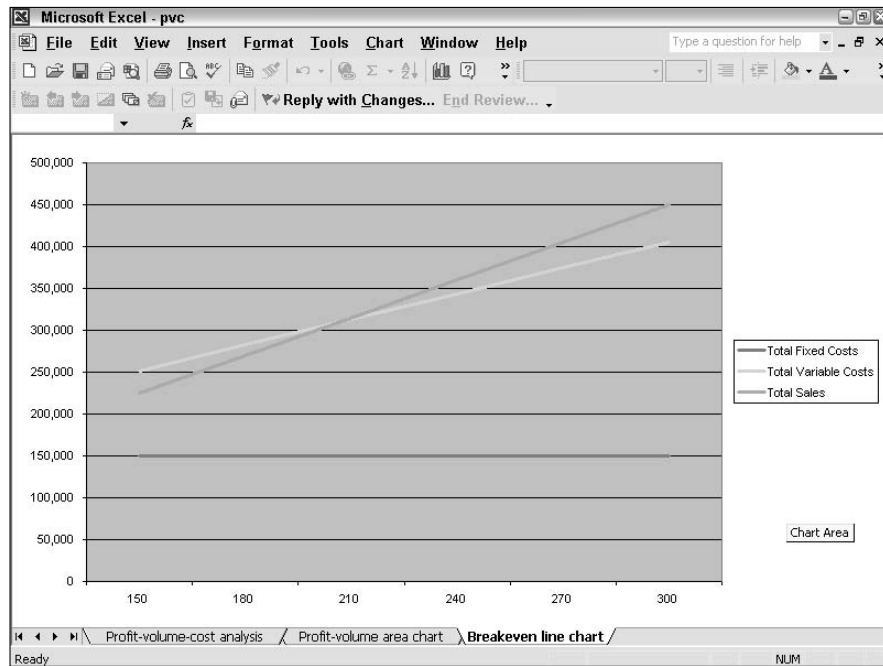 Microsoft Excel - pvc
File Edit View Insert Format Tools Chart Window Help
Type a question for help
Reply with Changes... End Review...
fx
500,000
450,000
400,000
350,000
300,000
250,000
200,000
150,000
100,000
50,000
0
150 180 210 240 270 300
Total Fixed Costs
Total Variable Costs
Total Sales
Chart Area
Profit-volume-cost analysis / Profit-volume area chart \ Breakeven line chart /
Ready NUM